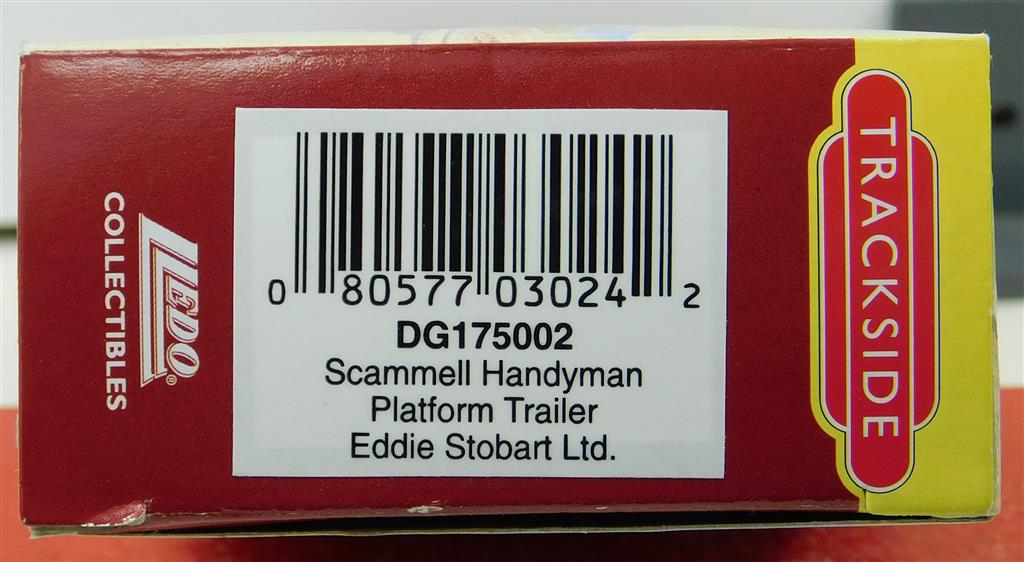 LLEDO®
COLLECTIBLES
0 80577 03024 2
DG175002
Scammell Handyman
Platform Trailer
Eddie Stobart Ltd.
TRACKSIDE